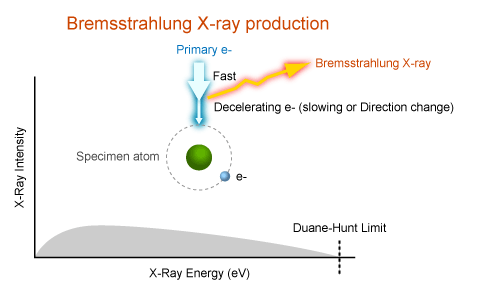 Bremsstrahlung X-ray production
Primary e-
Bremsstrahlung X-ray
Fast
Decelerating e- (slowing or Direction change)
Specimen atom
e-
X-Ray Intensity
Duane-Hunt Limit
X-Ray Energy (eV)